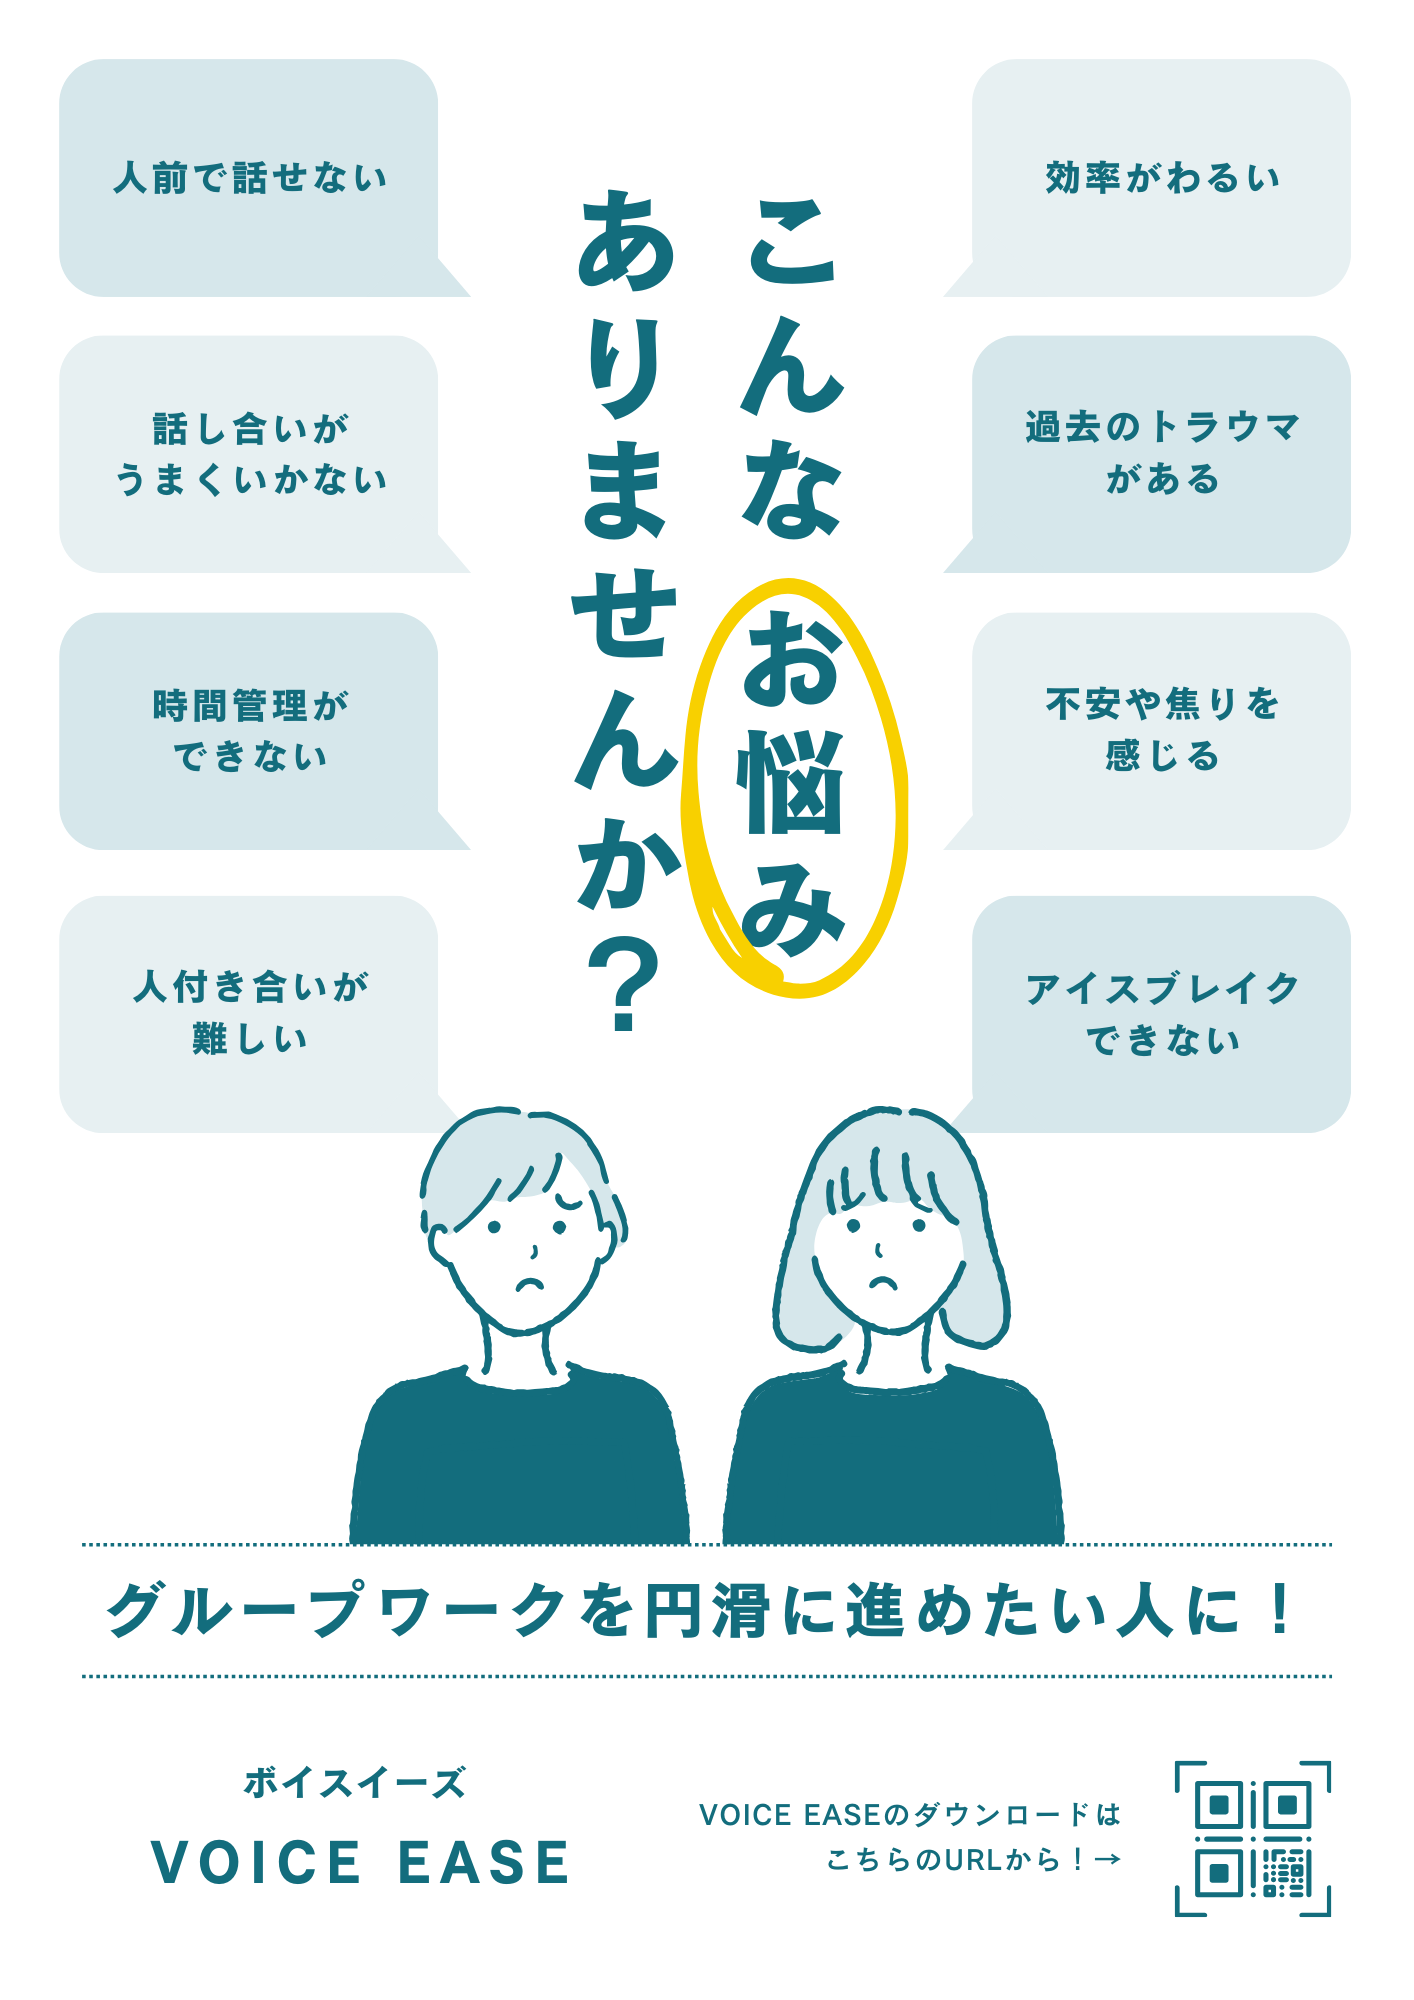 こんなお悩み
ありませんか？
人前で話せない
話し合いが
うまくいかない
時間管理が
できない
人付き合いが
難しい
効率がわるい
過去のトラウマ
がある
不安や焦りを
感じる
アイスブレイク
できない
グループワークを円滑に進めたい人に！
ボイスイーズ
VOICE EASE
VOICE EASEのダウンロードは
こちらのURLから！→